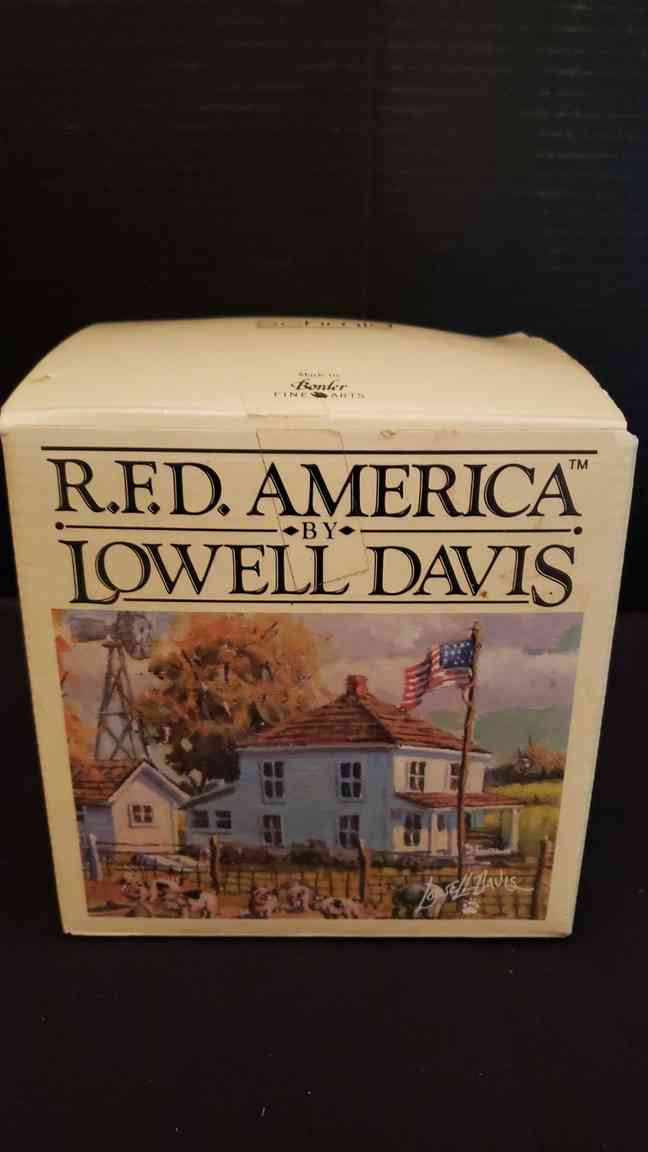 Made by
Border
FINE ARTS
R.F.D. AMERICA™
BY
LOWELL DAVIS
LOWELL DAVIS